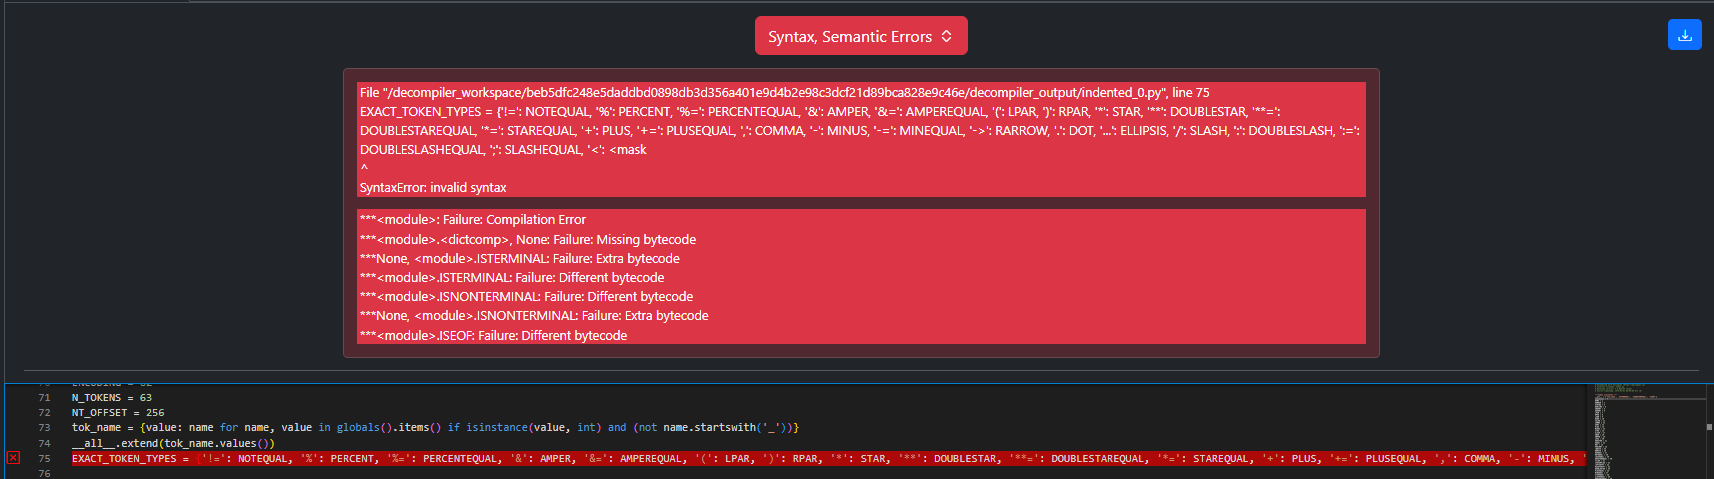 Syntax, Semantic Errors
File "/decompiler_workspace/beb5dfc248e5daddbd0898db3d356a401e9d4b2e98c3dcf21d89bca828e9c46e/decompiler_output/indented_0.py", line 75
EXACT_TOKEN_TYPES = {'!=': NOTEQUAL, '%': PERCENT, '%=': PERCENTEQUAL, '&': AMPER, '&=': AMPEREQUAL, '(': LPAR, ')': RPAR, '*': STAR, '**': DOUBLESTAR, '**=':
DOUBLESTAREQUAL, '*=': STAREQUAL, '+': PLUS, '+=': PLUSEQUAL, ',': COMMA, '-': MINUS, '-=': MINEQUAL, '->': RARROW, '.': DOT, '...': ELLIPSIS, '/': SLASH, ':': DOUBLESLASH, ':=':
DOUBLESLASHEQUAL, ';': SLASHEQUAL, '<': <mask
^
SyntaxError: invalid syntax
***<module>: Failure: Compilation Error
***<module>.<dictcomp>, None: Failure: Missing bytecode
***None, <module>.ISTERMINAL: Failure: Extra bytecode
***<module>.ISTERMINAL: Failure: Different bytecode
***<module>.ISNONTERMINAL: Failure: Different bytecode
***None, <module>.ISNONTERMINAL: Failure: Extra bytecode
***<module>.ISEOF: Failure: Different bytecode
71 N_TOKENS = 63
72 NT_OFFSET = 256
73 tok_name = {value: name for name, value in globals().items() if isinstance(value, int) and (not name.startswith('_'))}
74 __all__.extend(tok_name.values())
75 EXACT_TOKEN_TYPES = {'!=': NOTEQUAL, '%': PERCENT, '%=': PERCENTEQUAL, '&': AMPER, '&=': AMPEREQUAL, '(': LPAR, ')': RPAR, '*': STAR, '**': DOUBLESTAR, '**=': DOUBLESTAREQUAL, '*=': STAREQUAL, '+': PLUS, '+=': PLUSEQUAL, ',': COMMA, '-': MINUS, '
76